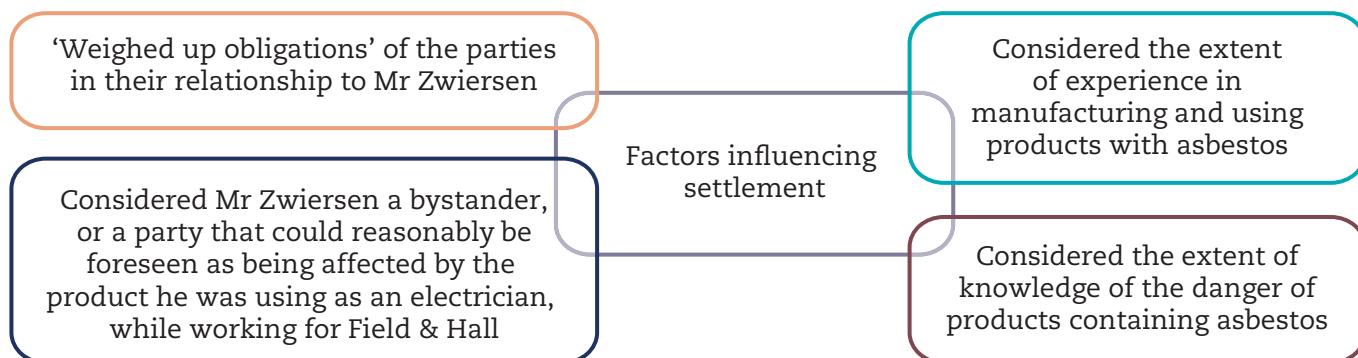 ‘Weighed up obligations’ of the parties
in their relationship to Mr Zwiersen
Considered Mr Zwiersen a bystander,
or a party that could reasonably be
foreseen as being affected by the
product he was using as an electrician,
while working for Field & Hall
Factors influencing
settlement
Considered the extent
of experience in
manufacturing and using
products with asbestos
Considered the extent of
knowledge of the danger of
products containing asbestos